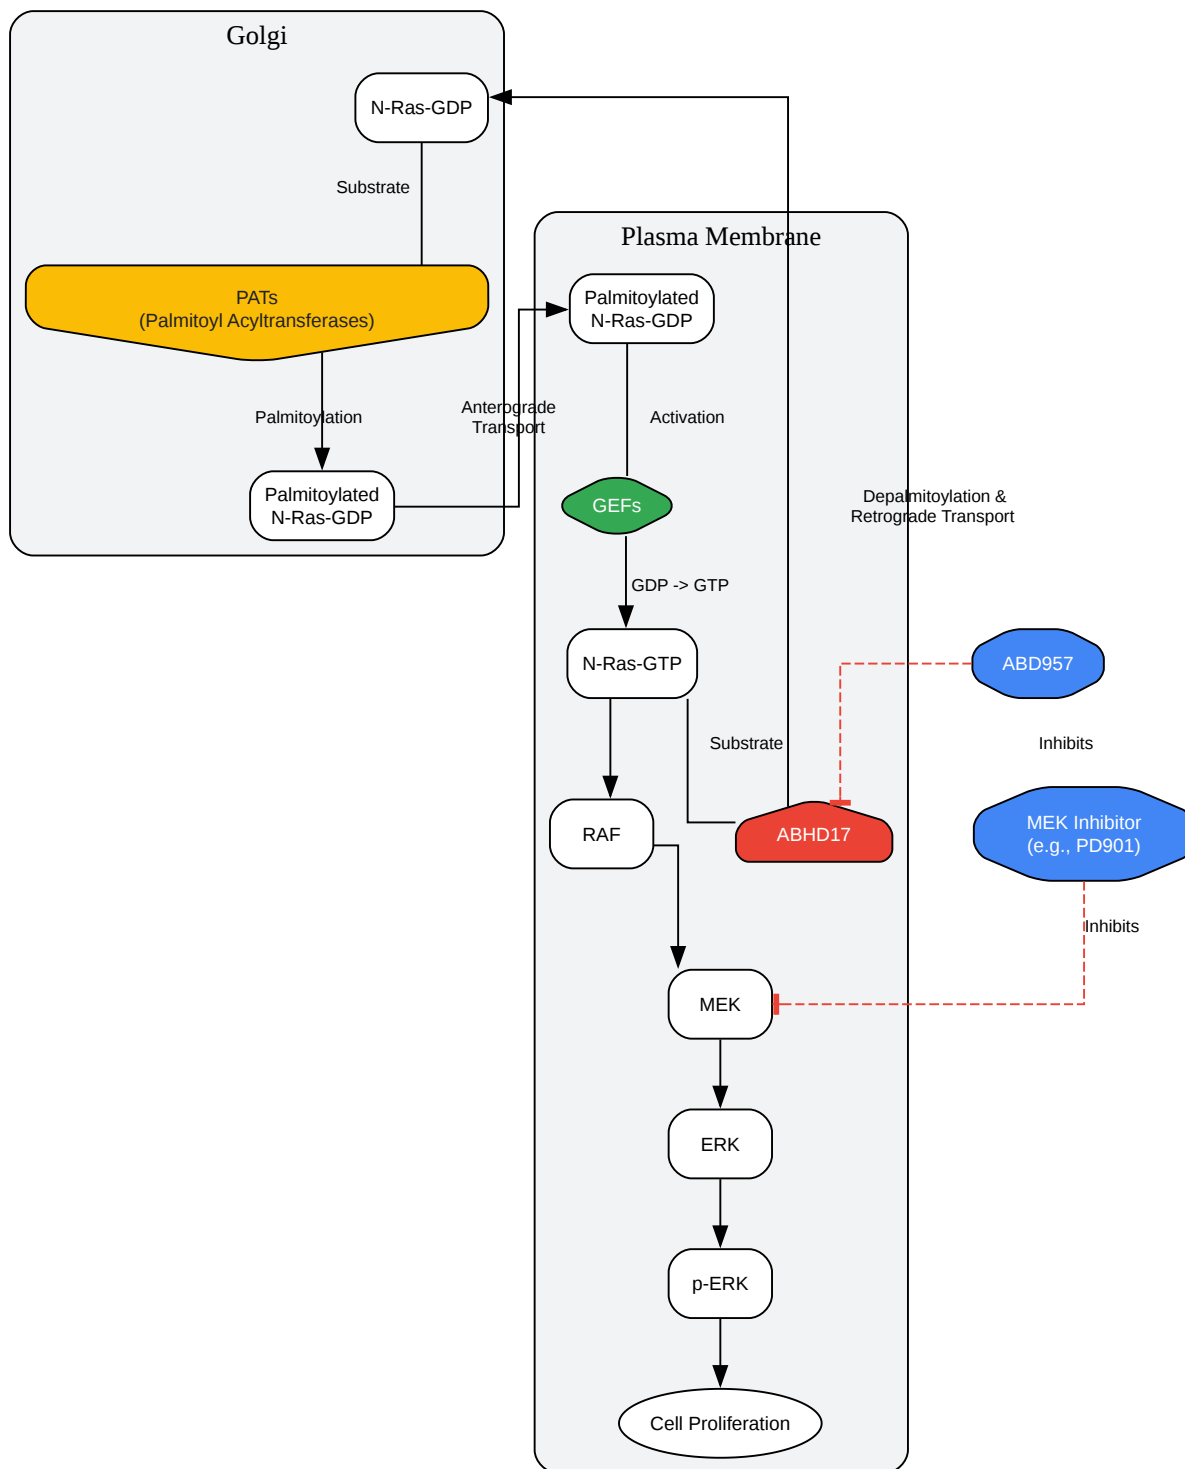 Golgi
N-Ras-GDP
Substrate
PATs
(Palmitoyl Acyltransferases)
Palmitoylation
Palmitoylated
N-Ras-GDP
Anterograde
Transport
Plasma Membrane
Palmitoylated
N-Ras-GDP
Activation
GEFs
GDP -> GTP
N-Ras-GTP
Substrate
Depalmitoylation &
Retrograde Transport
ABD957
Inhibits
RAF
ABHD17
MEK Inhibitor
(e.g., PD901)
Inhibits
MEK
ERK
p-ERK
Cell Proliferation